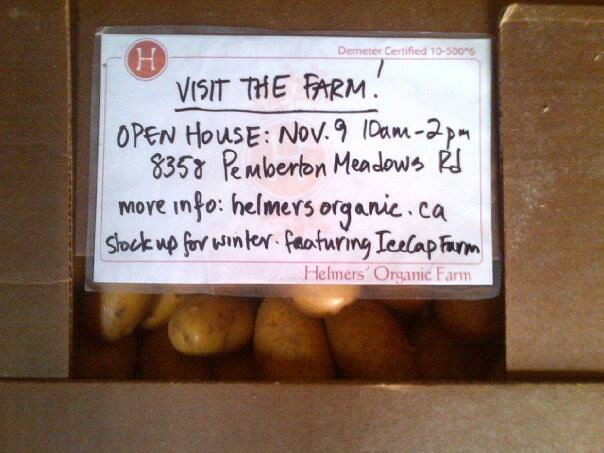 H
Demeter Certified 10-500*6
VISIT THE FARM!
OPEN HOUSE: NOV. 9 10am-2pm
8358 Pemberton Meadows Rd
more info: helmersorganic.ca
stock up for winter. featuring IceCap Farm
Helmers' Organic Farm